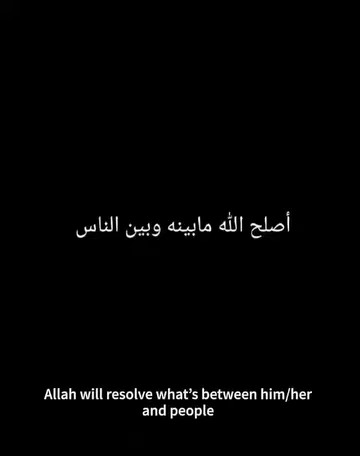 أصلح الله مابينه وبين الناس
Allah will resolve what’s between him/her
and people